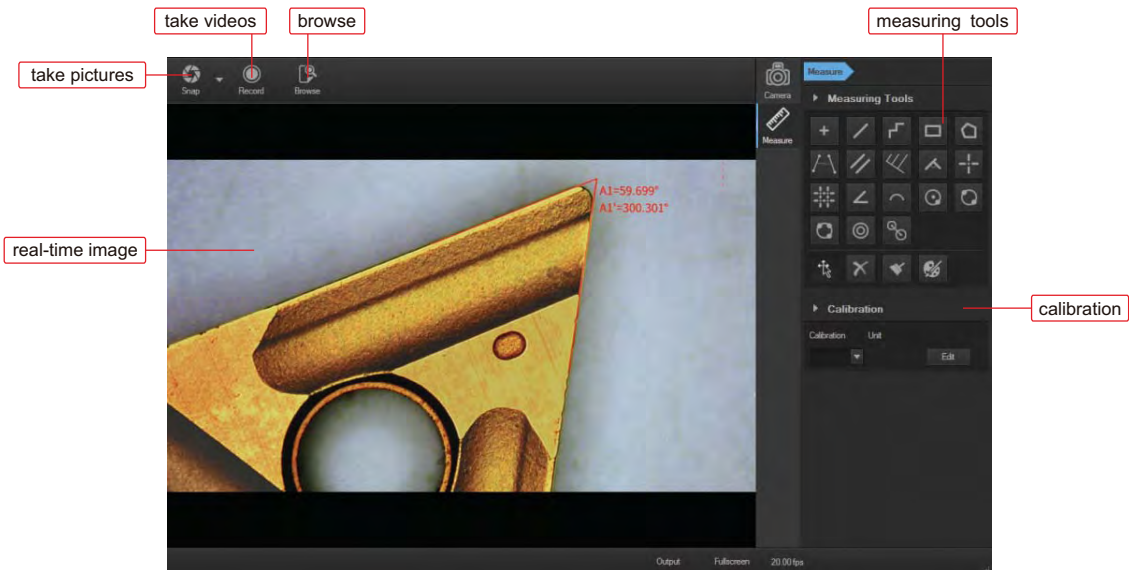 take videos
browse
measuring tools
take pictures
Snap
Record
Browse
Camera
Measure
Measure
Measuring Tools
A1=59.699°
A1'=300.301°
real-time image
Calibration
calibration
Calibration Unit
Edit
Output Fullscreen 20.00 fps